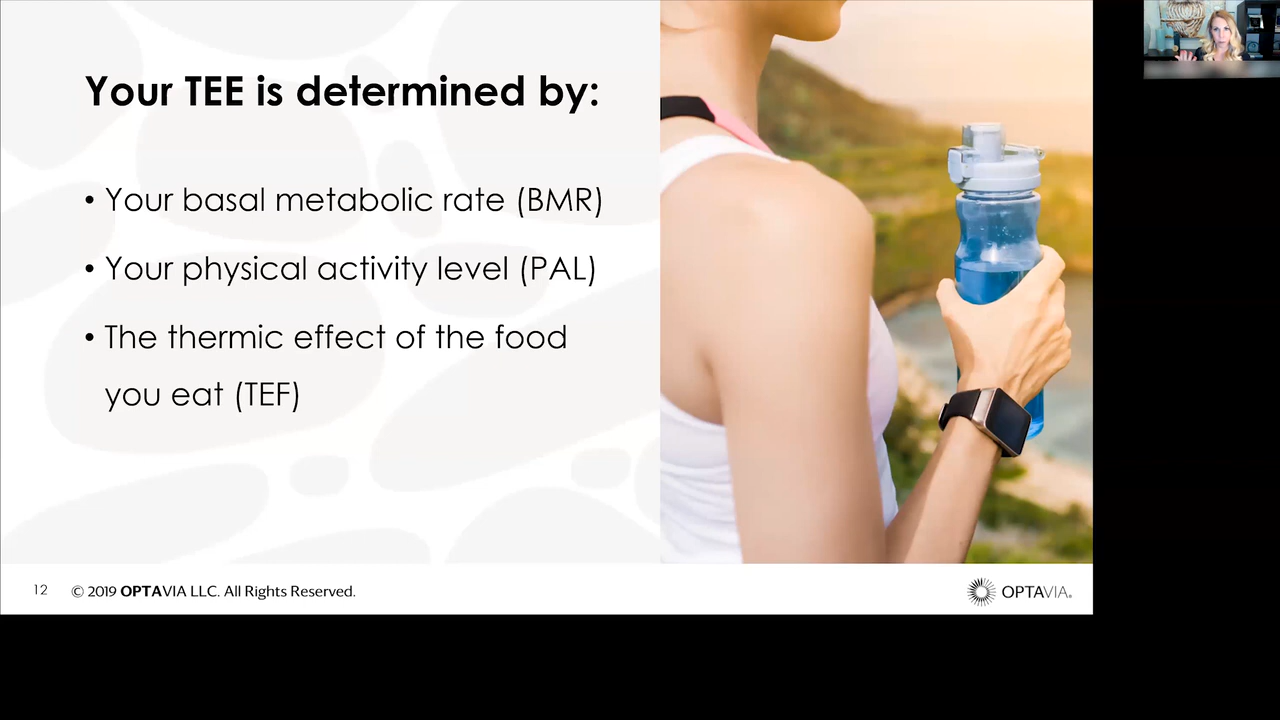 Your TEE is determined by:
• Your basal metabolic rate (BMR)
• Your physical activity level (PAL)
• The thermic effect of the food
you eat (TEF)
12 © 2019 OPTAVIA LLC. All Rights Reserved.
OPTAVIA®